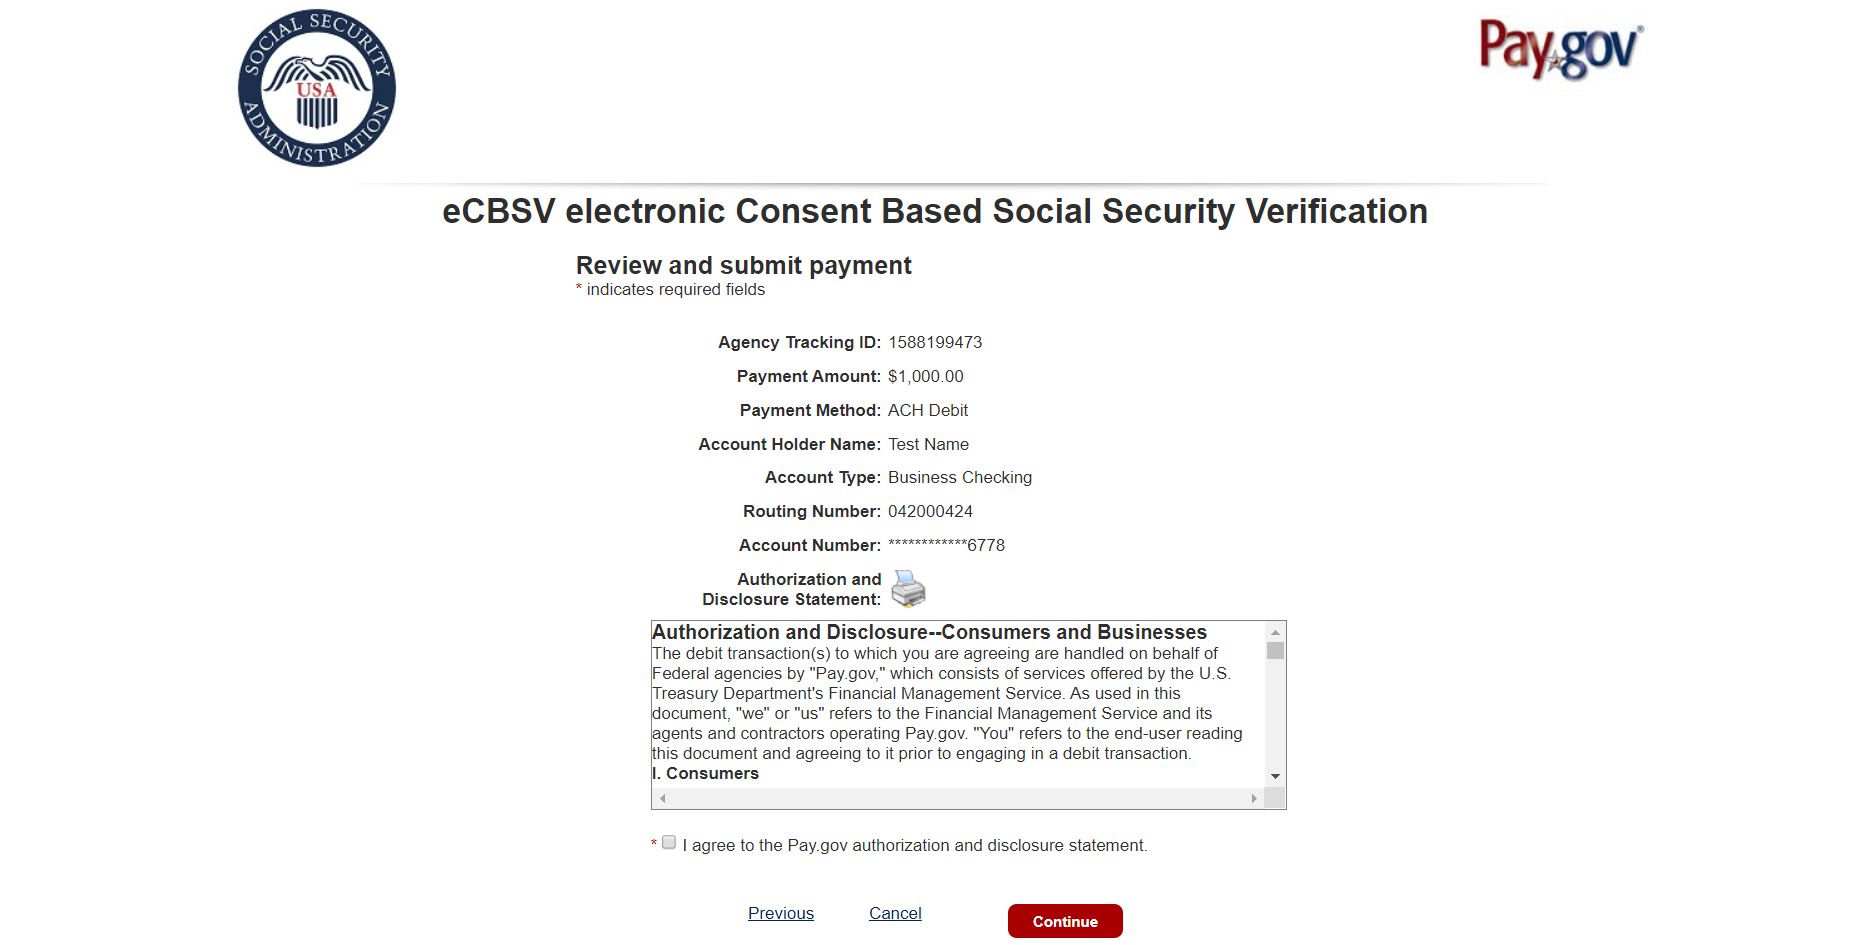 SOCIAL SECURITY ADMINISTRATION
USA
Pay.gov®
eCBSV electronic Consent Based Social Security Verification
Review and submit payment
* indicates required fields
Agency Tracking ID: 1588199473
Payment Amount: $1,000.00
Payment Method: ACH Debit
Account Holder Name: Test Name
Account Type: Business Checking
Routing Number: 042000424
Account Number: ************6778
Authorization and
Disclosure Statement:
Authorization and Disclosure--Consumers and Businesses
The debit transaction(s) to which you are agreeing are handled on behalf of
Federal agencies by "Pay.gov," which consists of services offered by the U.S.
Treasury Department's Financial Management Service. As used in this
document, "we" or "us" refers to the Financial Management Service and its
agents and contractors operating Pay.gov. "You" refers to the end-user reading
this document and agreeing to it prior to engaging in a debit transaction.
I. Consumers
* I agree to the Pay.gov authorization and disclosure statement.
Previous Cancel Continue